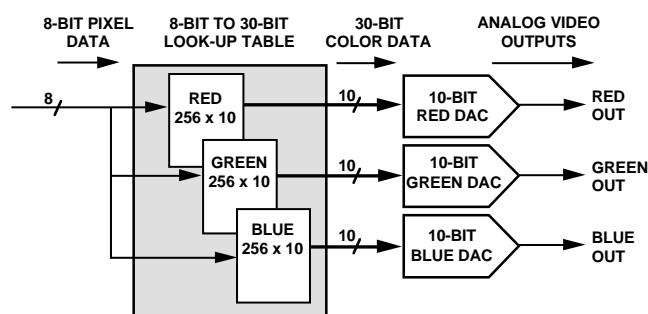 8-BIT PIXEL
DATA
8-BIT TO 30-BIT
LOOK-UP TABLE
30-BIT
COLOR DATA
ANALOG VIDEO
OUTPUTS
8
RED
256 x 10
10
10-BIT
RED DAC
RED
OUT
GREEN
256 x 10
10
10-BIT
GREEN DAC
GREEN
OUT
BLUE
256 x 10
10
10-BIT
BLUE DAC
BLUE
OUT